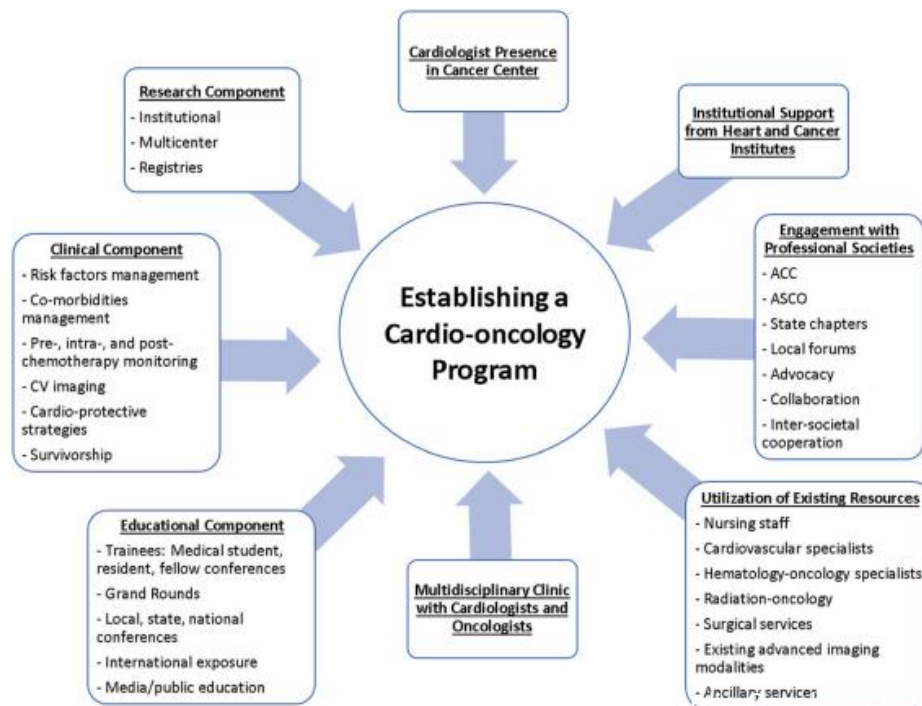 Cardiologist Presence
in Cancer Center
Research Component
- Institutional
- Multicenter
- Registries
Institutional Support
from Heart and Cancer
Institutes
Clinical Component
- Risk factors management
- Co-morbidities
management
- Pre-, intra-, and post-
chemotherapy monitoring
- CV imaging
- Cardio-protective
strategies
- Survivorship
Establishing a
Cardio-oncology
Program
Engagement with
Professional Societies
- ACC
- ASCO
- State chapters
- Local forums
- Advocacy
- Collaboration
- Inter-societal
cooperation
Educational Component
- Trainees: Medical student,
resident, fellow conferences
- Grand Rounds
- Local, state, national
conferences
- International exposure
- Media/public education
Multidisciplinary Clinic
with Cardiologists and
Oncologists
Utilization of Existing Resources
- Nursing staff
- Cardiovascular specialists
- Hematology-oncology specialists
- Radiation-oncology
- Surgical services
- Existing advanced imaging
modalities
- Ancillary services